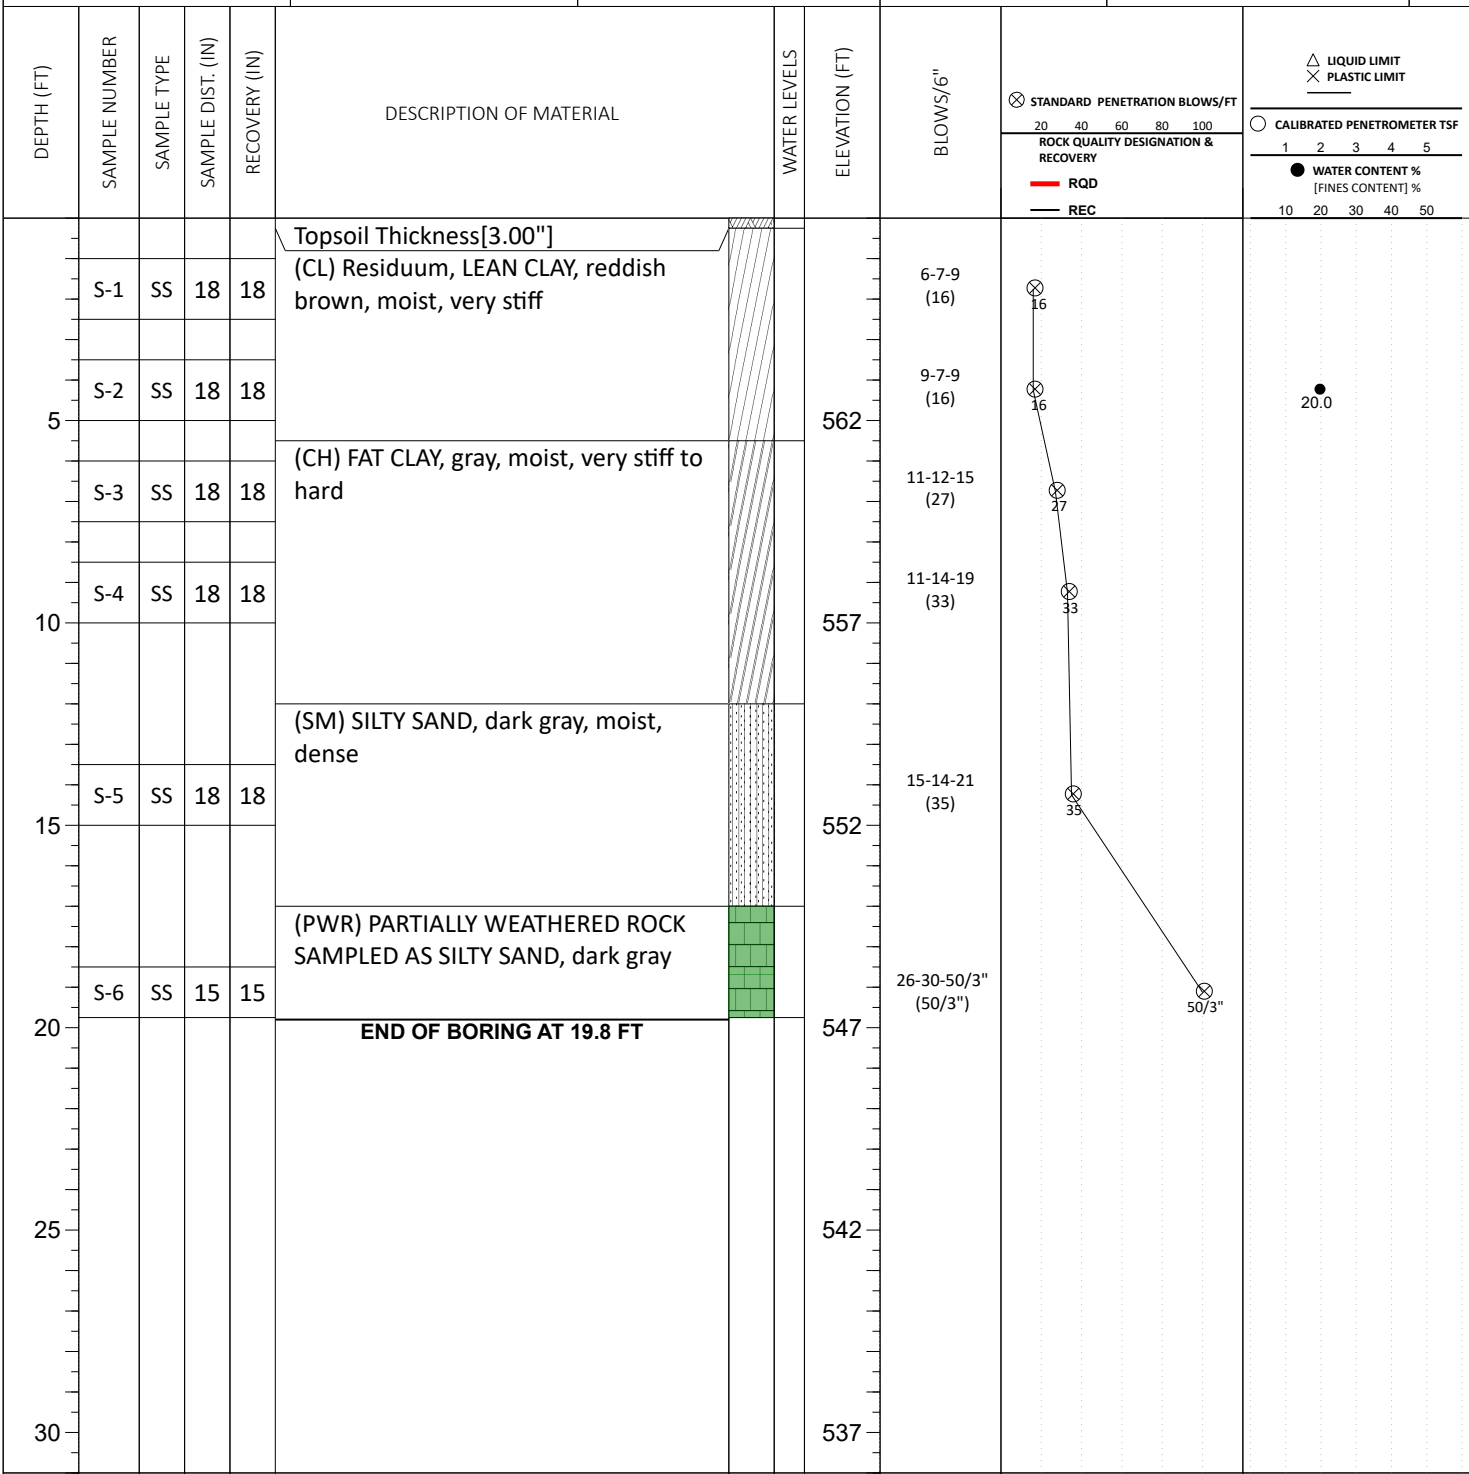 DEPTH (FT)
SAMPLE NUMBER
SAMPLE TYPE
SAMPLE DIST. (IN)
RECOVERY (IN)
DESCRIPTION OF MATERIAL
WATER LEVELS
ELEVATION (FT)
BLOWS/6"
STANDARD PENETRATION BLOWS/FT
20 40 60 80 100
ROCK QUALITY DESIGNATION &
RECOVERY
RQD
REC
LIQUID LIMIT
PLASTIC LIMIT
CALIBRATED PENETROMETER TSF
1 2 3 4 5
WATER CONTENT %
[FINES CONTENT] %
10 20 30 40 50
Topsoil Thickness[3.00"]
(CL) Residuum, LEAN CLAY, reddish
brown, moist, very stiff
S-1 SS 18 18
6-7-9
(16)
16
S-2 SS 18 18
9-7-9
(16)
16
20.0
5
562
(CH) FAT CLAY, gray, moist, very stiff to
hard
S-3 SS 18 18
11-12-15
(27)
27
S-4 SS 18 18
11-14-19
(33)
33
10
557
(SM) SILTY SAND, dark gray, moist,
dense
S-5 SS 18 18
15-14-21
(35)
35
15
552
(PWR) PARTIALLY WEATHERED ROCK
SAMPLED AS SILTY SAND, dark gray
S-6 SS 15 15
26-30-50/3"
(50/3")
50/3"
20
547
END OF BORING AT 19.8 FT
25
542
30
537